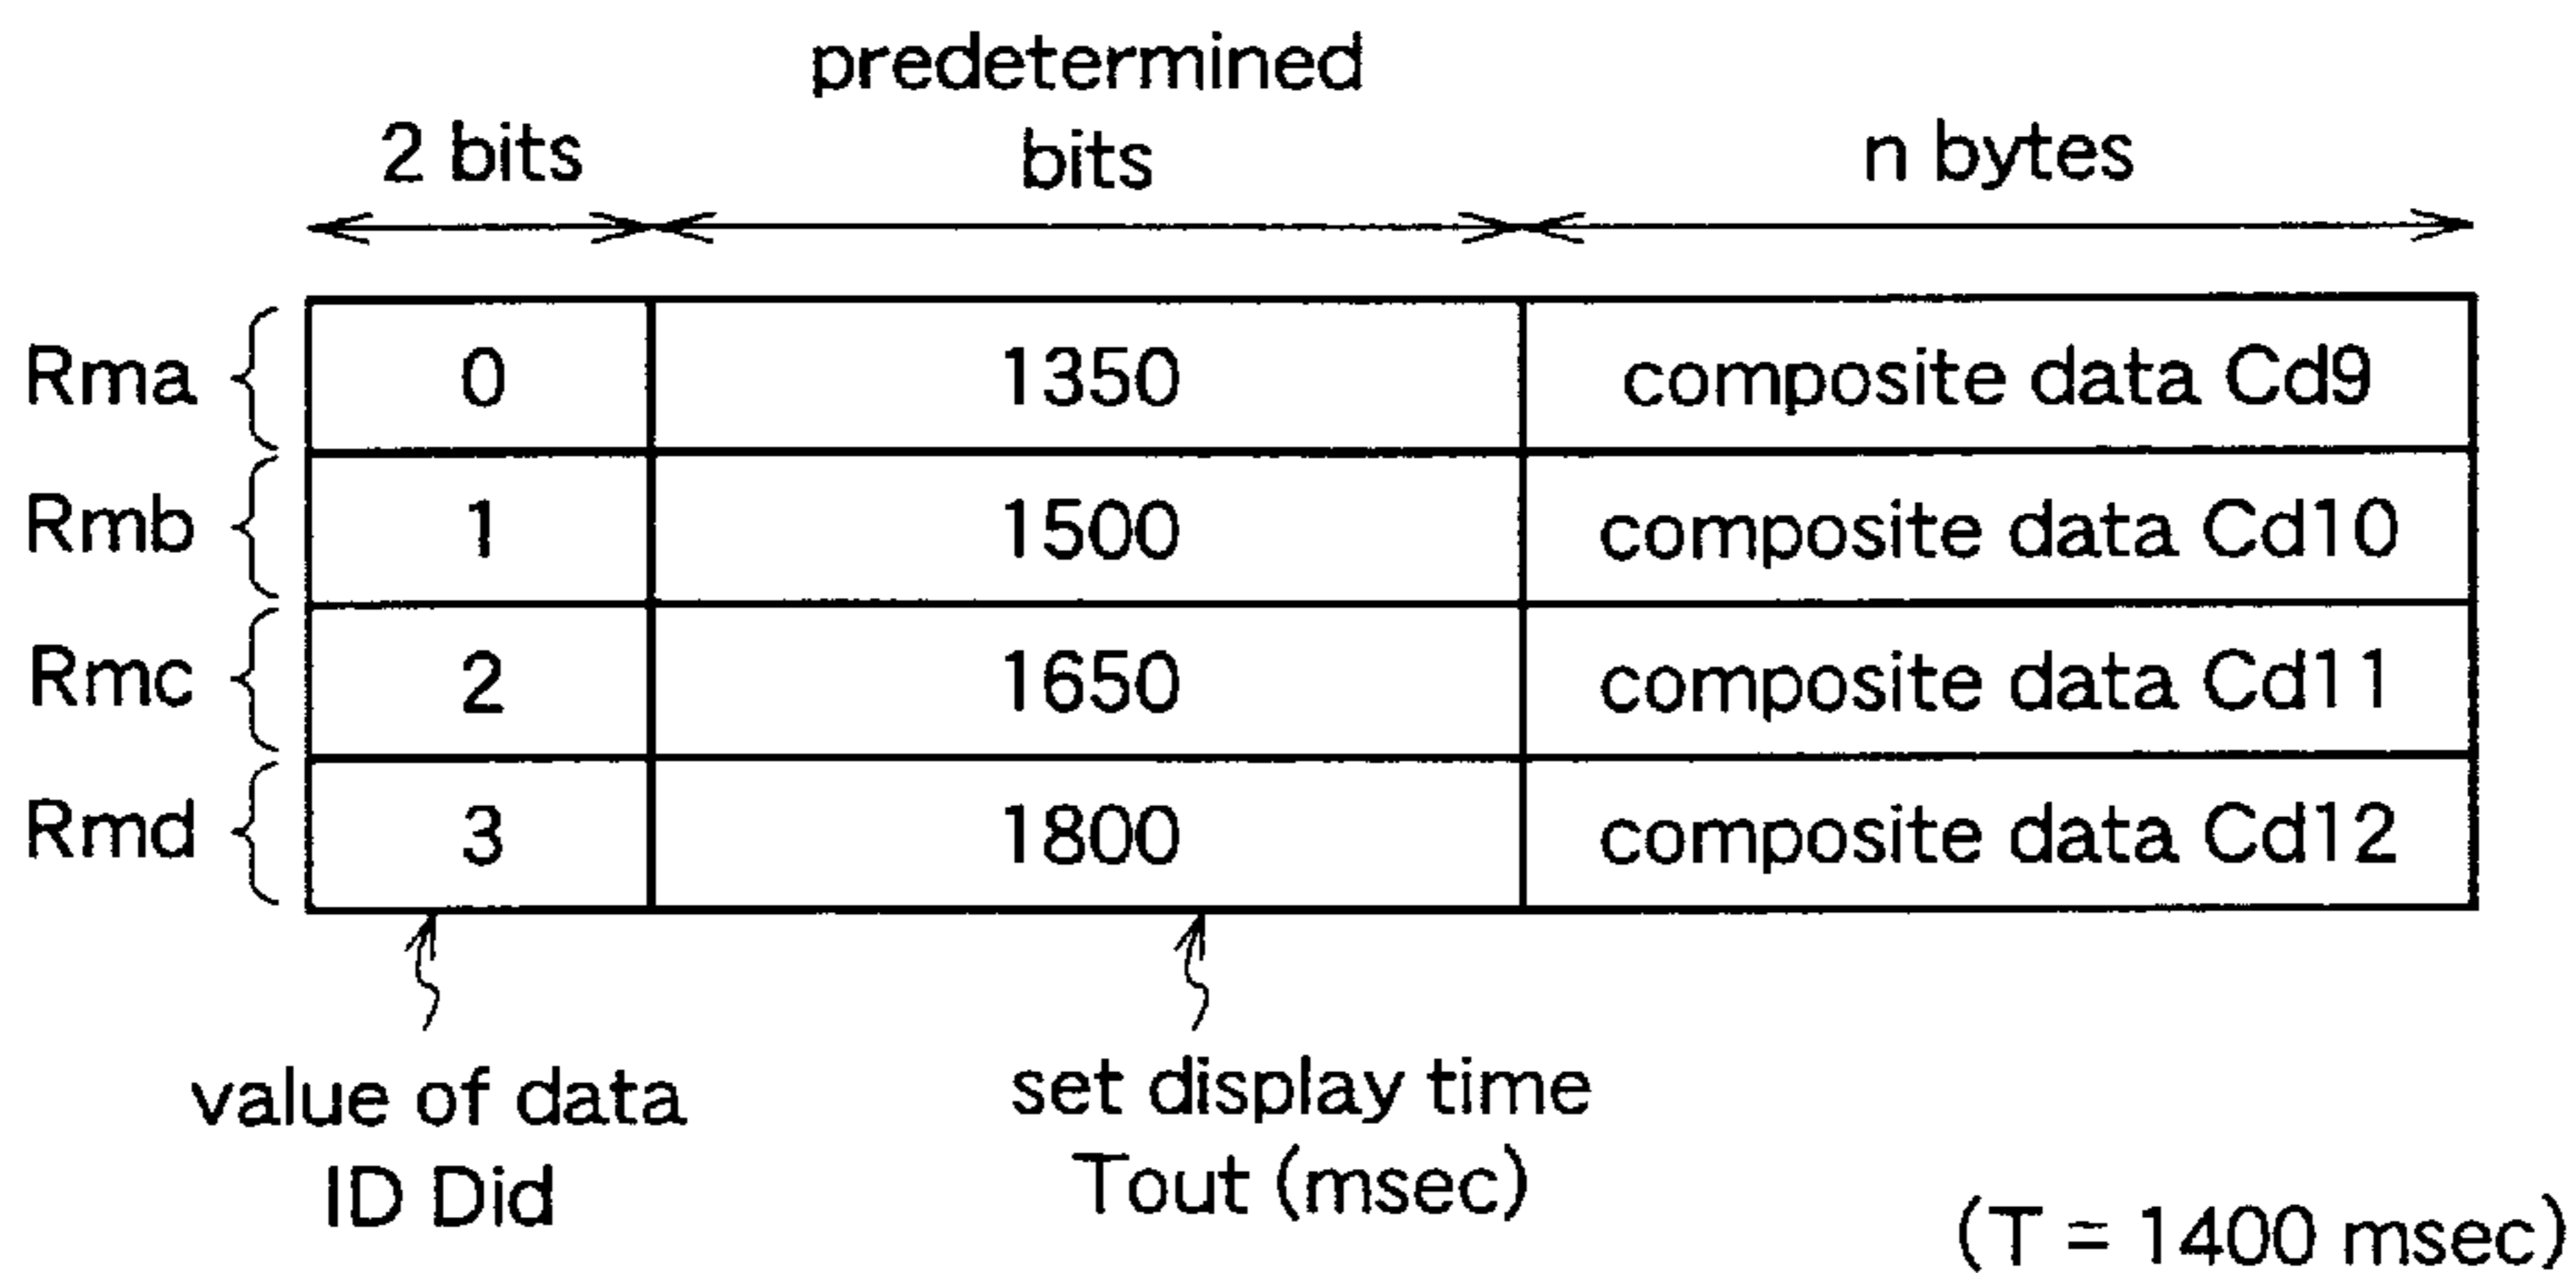 predetermined
2 bits bits n bytes
Rma 0 1350 composite data Cd9
Rmb 1 1500 composite data Cd10
Rmc 2 1650 composite data Cd11
Rmd 3 1800 composite data Cd12
value of data
ID Did
set display time
Tout (msec)
(T = 1400 msec)